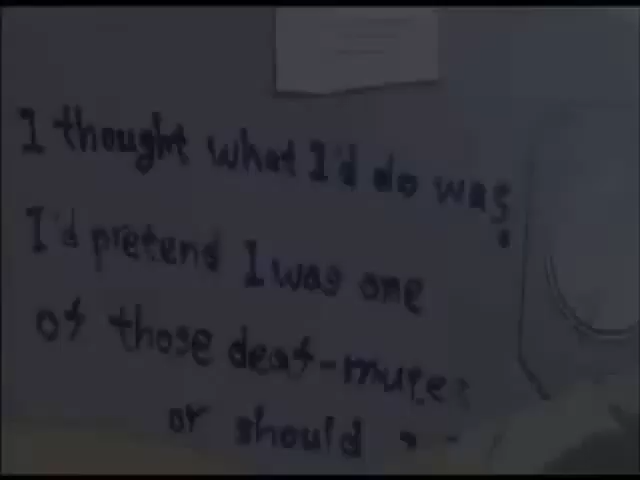 I thought what I'd do was,
I'd pretend I was one
of those deaf-mutes
or should